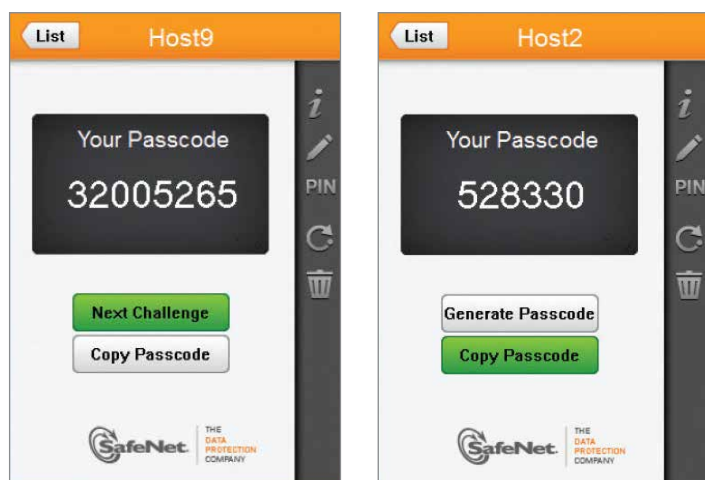 List
Host9
Your Passcode
32005265
PIN
Next Challenge
Copy Passcode
SafeNet
THE
DATA
PROTECTION
COMPANY
List
Host2
Your Passcode
528330
PIN
Generate Passcode
Copy Passcode
SafeNet
THE
DATA
PROTECTION
COMPANY